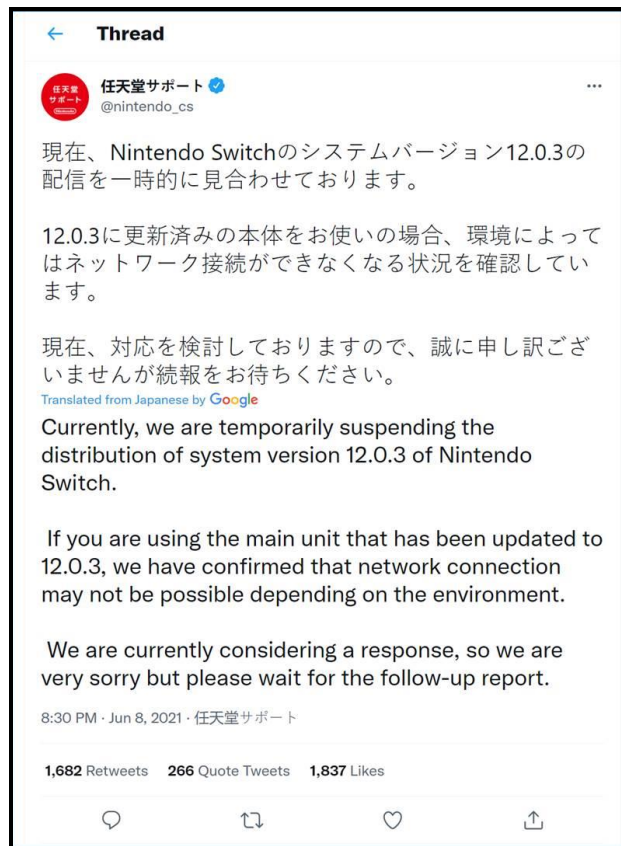 ← Thread
任天堂
サポート
Nintendo
任天堂サポート
@nintendo_cs
現在、Nintendo Switchのシステムバージョン12.0.3の
配信を一時的に見合わせております。
12.0.3に更新済みの本体をお使いの場合、環境によって
はネットワーク接続ができなくなる状況を確認してい
ます。
現在、対応を検討しておりますので、誠に申し訳ござ
いませんが続報をお待ちください。
Translated from Japanese by Google
Currently, we are temporarily suspending the
distribution of system version 12.0.3 of Nintendo
Switch.
If you are using the main unit that has been updated to
12.0.3, we have confirmed that network connection
may not be possible depending on the environment.
We are currently considering a response, so we are
very sorry but please wait for the follow-up report.
8:30 PM · Jun 8, 2021 · 任天堂サポート
1,682 Retweets 266 Quote Tweets 1,837 Likes